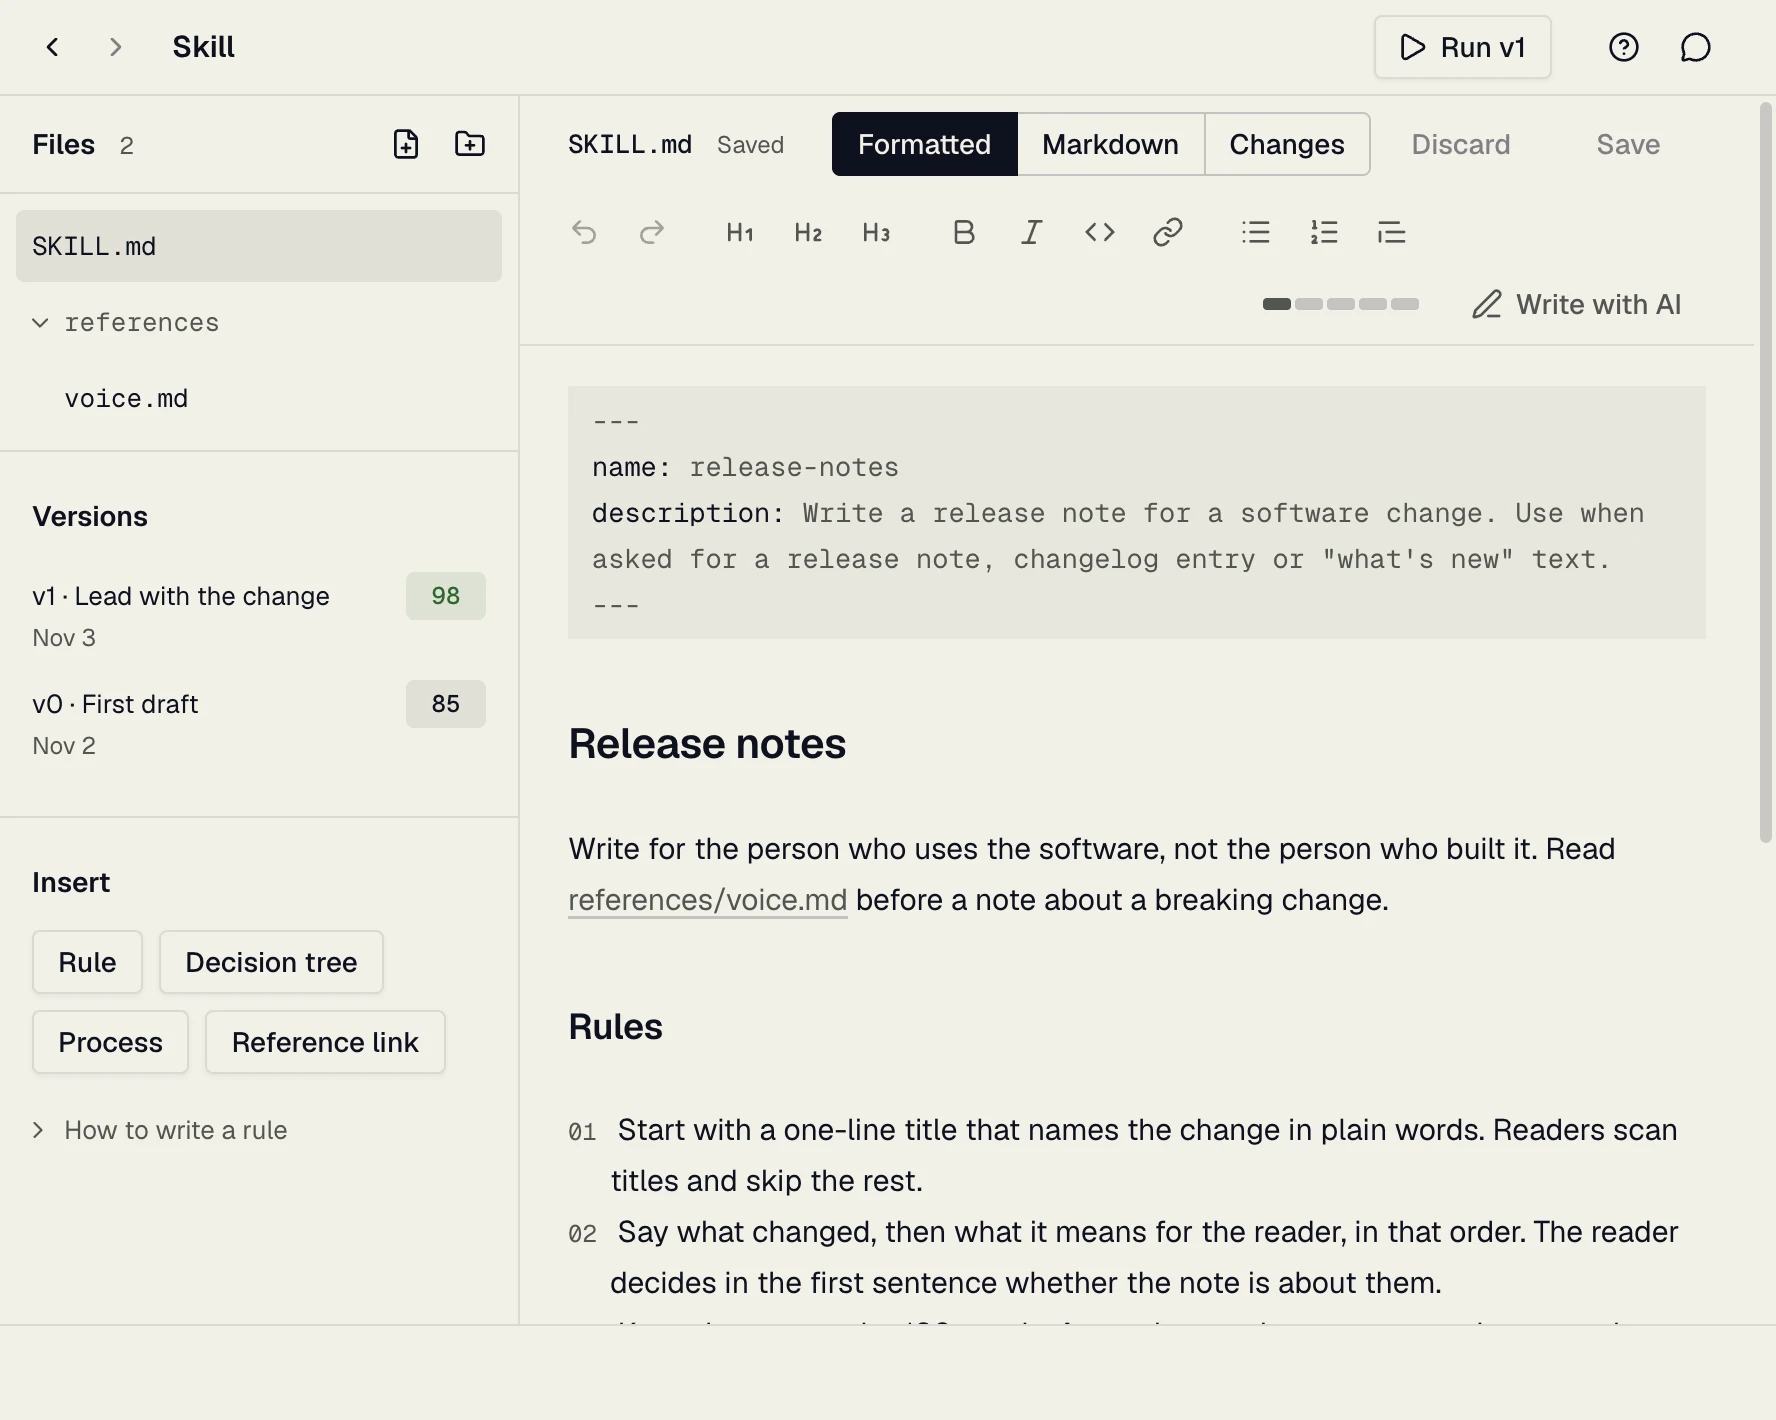 Skill
Run v1
Files 2
SKILL.md
references
voice.md
Versions
v1 · Lead with the change 98
Nov 3
v0 · First draft 85
Nov 2
Insert
Rule Decision tree
Process Reference link
How to write a rule
SKILL.md Saved Formatted Markdown Changes Discard Save
H1 H2 H3 B I
Write with AI
---
name: release-notes
description: Write a release note for a software change. Use when
asked for a release note, changelog entry or "what's new" text.
---
Release notes
Write for the person who uses the software, not the person who built it. Read
references/voice.md before a note about a breaking change.
Rules
01 Start with a one-line title that names the change in plain words. Readers scan
titles and skip the rest.
02 Say what changed, then what it means for the reader, in that order. The reader
decides in the first sentence whether the note is about them.